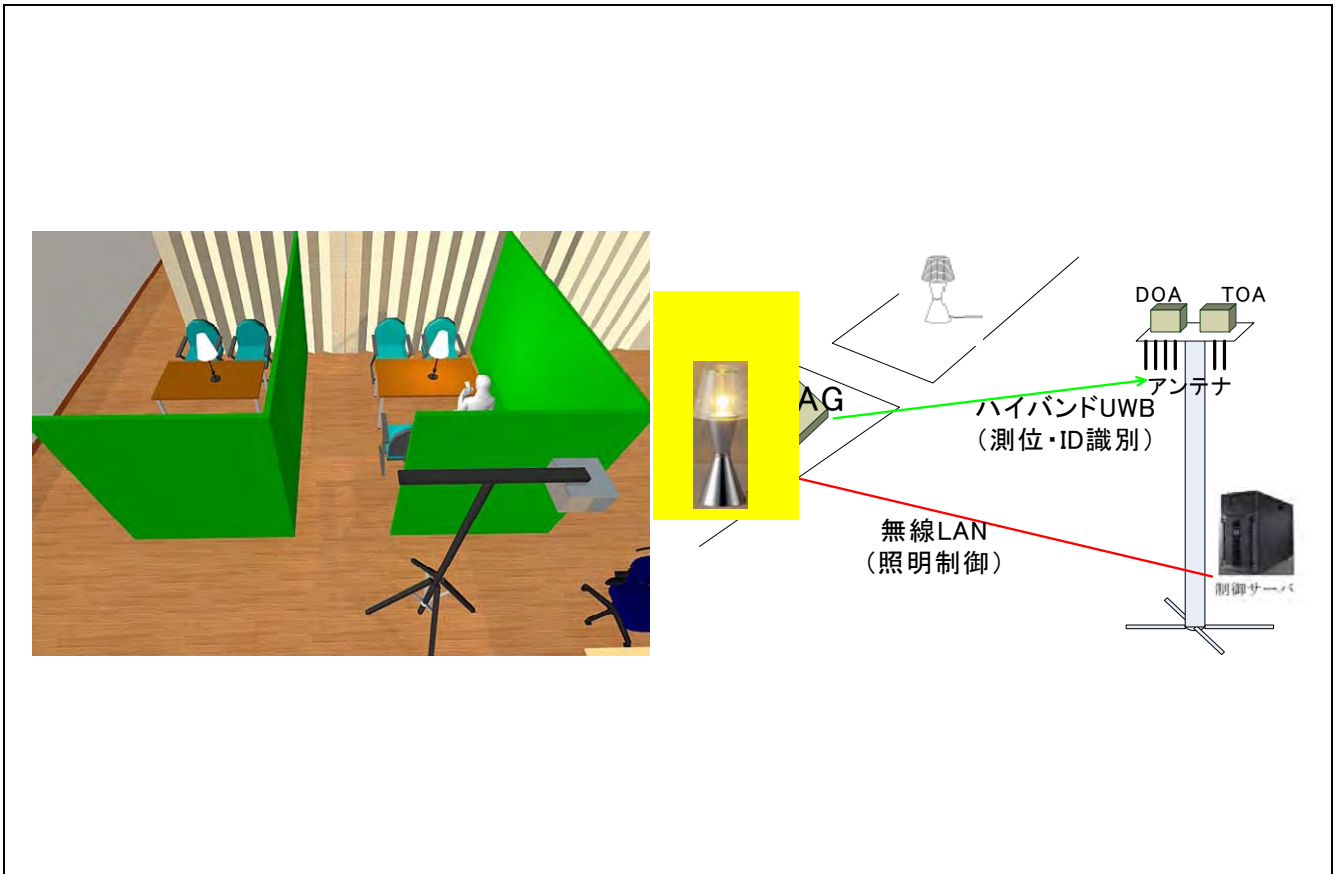 DOA TOA
アンテナ
AG
ハイバンドUWB
(測位・ID識別)
無線LAN
(照明制御)
制御サーバ